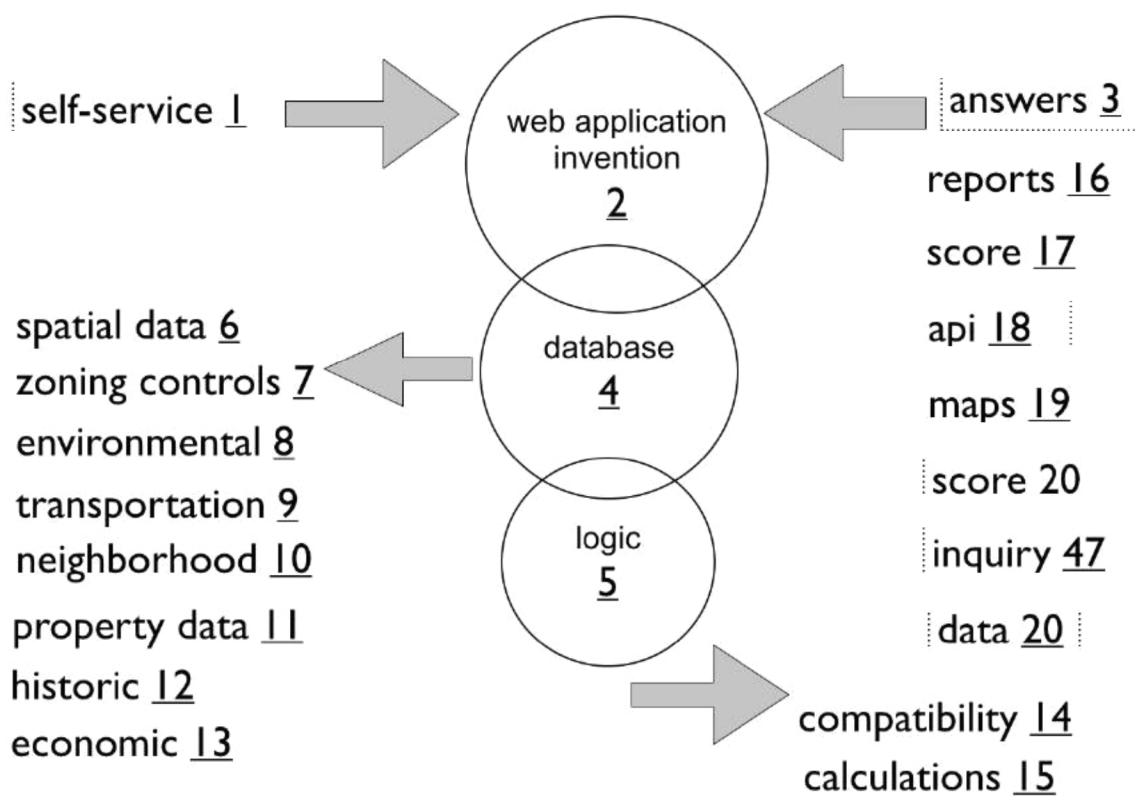 self-service 1
web application
invention
2
answers 3
reports 16
score 17
api 18
maps 19
score 20
inquiry 47
data 20
database
4
spatial data 6
zoning controls 7
environmental 8
transportation 9
neighborhood 10
property data 11
historic 12
economic 13
logic
5
compatibility 14
calculations 15